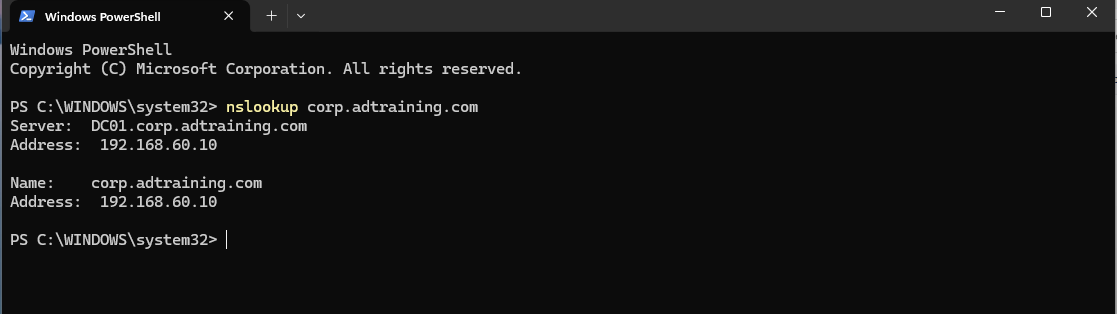 Windows PowerShell
Windows PowerShell
Copyright (C) Microsoft Corporation. All rights reserved.
PS C:\WINDOWS\system32> nslookup corp.adtraining.com
Server:  DC01.corp.adtraining.com
Address:  192.168.60.10
Name:    corp.adtraining.com
Address:  192.168.60.10
PS C:\WINDOWS\system32>